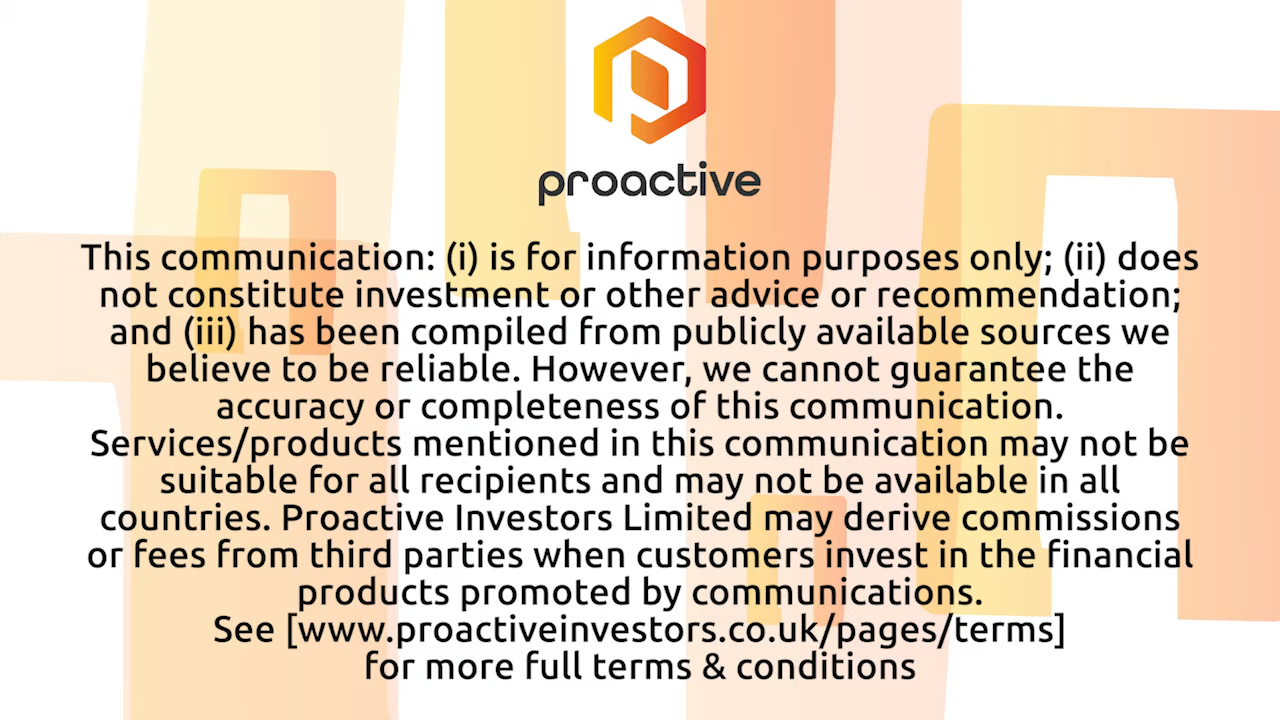 proactive
This communication: (i) is for information purposes only; (ii) does
not constitute investment or other advice or recommendation;
and (iii) has been compiled from publicly available sources we
believe to be reliable. However, we cannot guarantee the
accuracy or completeness of this communication.
Services/products mentioned in this communication may not be
suitable for all recipients and may not be available in all
countries. Proactive Investors Limited may derive commissions
or fees from third parties when customers invest in the financial
products promoted by communications.
See [www.proactiveinvestors.co.uk/pages/terms]
for more full terms & conditions